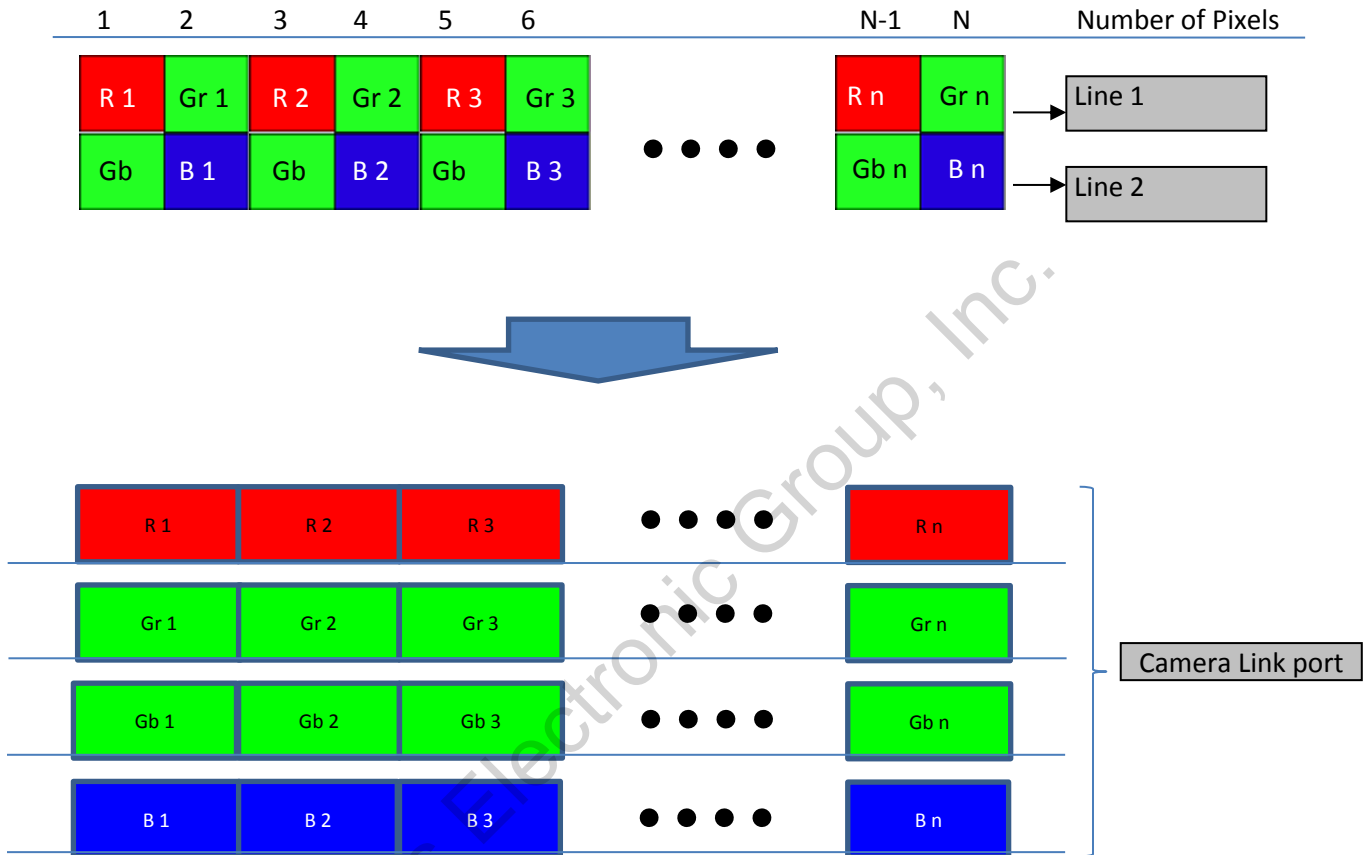 1 2 3 4 5 6 N-1 N Number of Pixels
R 1 Gr 1 R 2 Gr 2 R 3 Gr 3 R n Gr n Line 1
Gb B 1 Gb B 2 Gb B 3 Gb n B n Line 2
R 1 R 2 R 3 R n
Gr 1 Gr 2 Gr 3 Gr n
Camera Link port
Gb 1 Gb 2 Gb 3 Gb n
B 1 B 2 B 3 B n
Electronic Group, Inc.